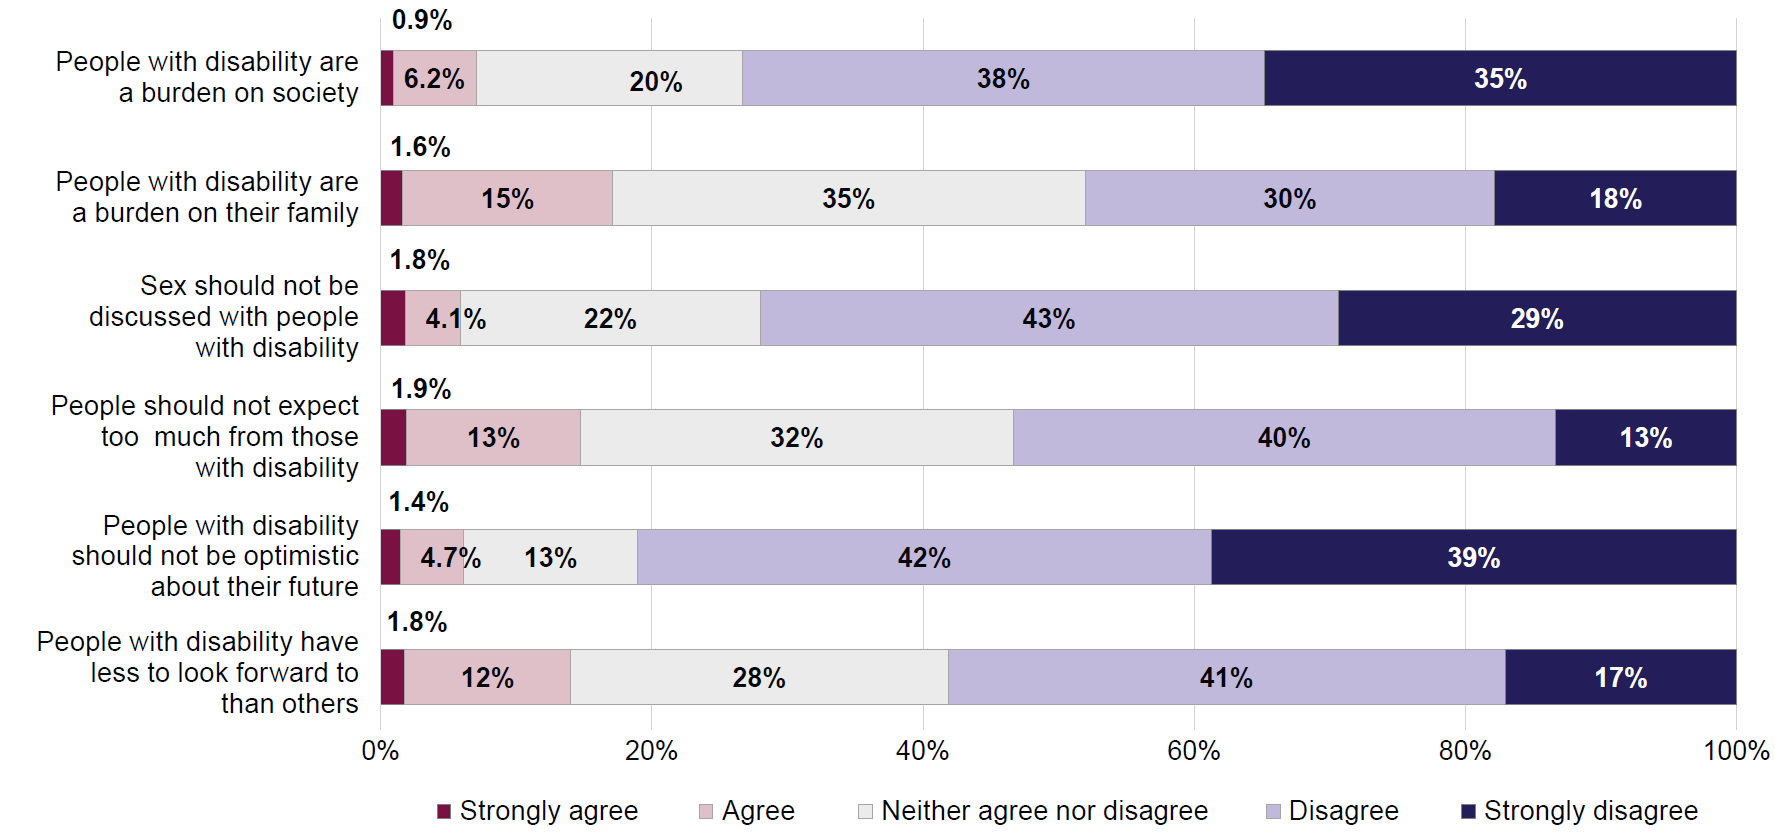 0.9%
People with disability are
a burden on society
6.2%
20%
38%
35%
1.6%
People with disability are
a burden on their family
15%
35%
30%
18%
1.8%
Sex should not be
discussed with people
with disability
4.1%
22%
43%
29%
1.9%
People should not expect
too  much from those
with disability
13%
32%
40%
13%
1.4%
People with disability
should not be optimistic
about their future
4.7%
13%
42%
39%
1.8%
People with disability have
less to look forward to
than others
12%
28%
41%
17%
0%
20%
40%
60%
80%
100%
Strongly agree
Agree
Neither agree nor disagree
Disagree
Strongly disagree